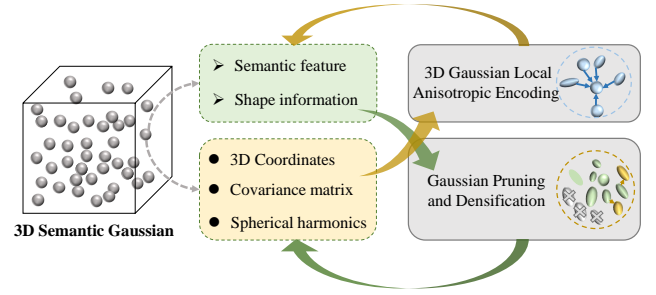 Semantic feature
Shape information
3D Coordinates
Covariance matrix
Spherical harmonics
3D Semantic Gaussian
3D Gaussian Local
Anisotropic Encoding
Gaussian Pruning
and Densification